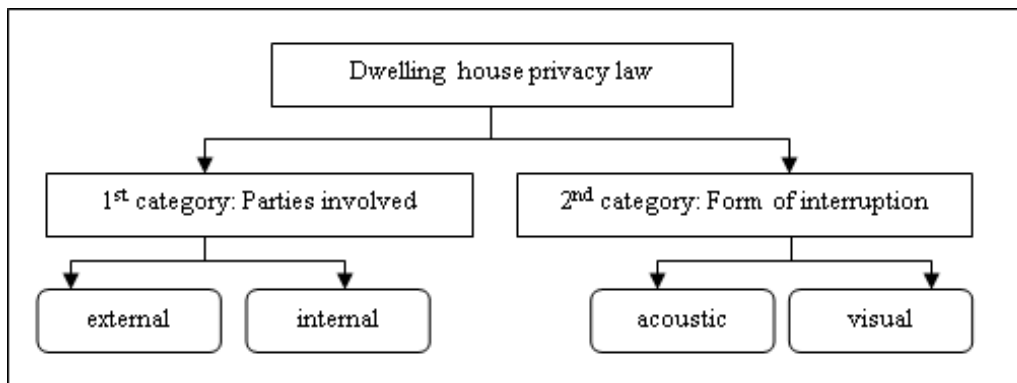 Dwelling house privacy law
1st category: Parties involved
2nd category: Form of interruption
external
internal
acoustic
visual